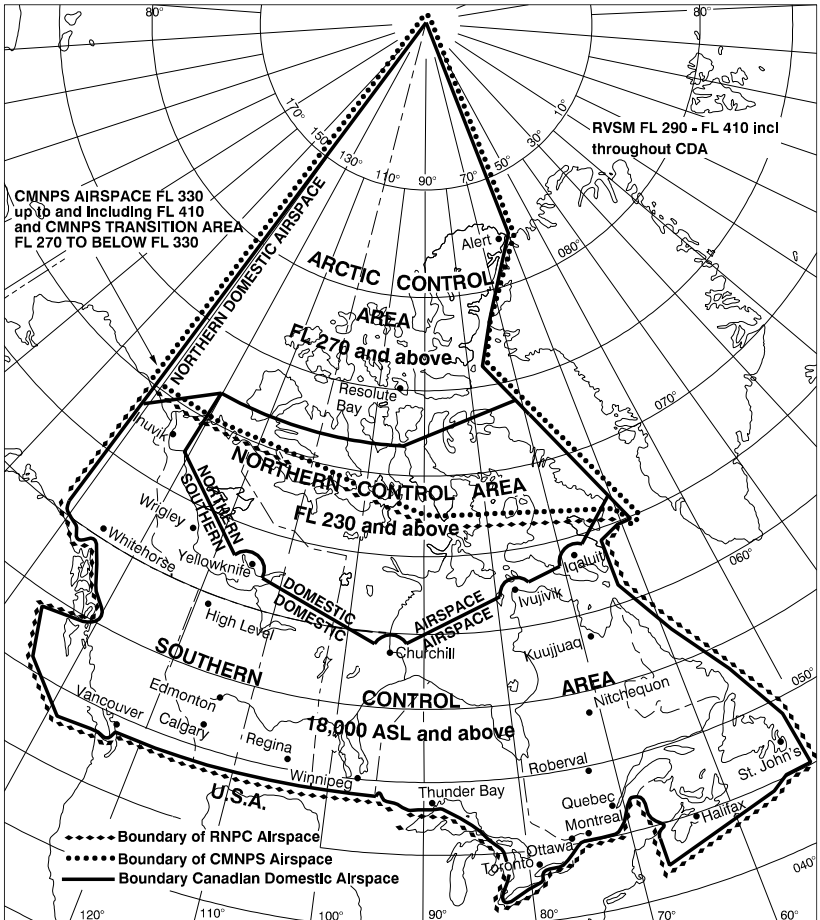 80°
80°
170°
150°
130°
110°
90°
70°
50°
30°
10°
RVSM FL 290 - FL 410 incl
throughout CDA
CMNPS AIRSPACE FL 330
up to and Including FL 410
and CMNPS TRANSITION AREA
FL 270 TO BELOW FL 330
NORTHERN DOMESTIC AIRSPACE
Alert
080°
ARCTIC CONTROL
AREA
FL 270 and above
Resolute
Bay
070°
Inuvik
NORTHERN CONTROL AREA
FL 230 and above
NORTHERN
SOUTHERN
Wrigley
Whitehorse
Yellowknife
Iqaluit
060°
DOMESTIC
DOMESTIC
AIRSPACE
AIRSPACE
Ivujivik
High Level
Churchill
Kuujjuaq
SOUTHERN
CONTROL
AREA
18,000 ASL and above
050°
Nitchequon
Edmonton
Vancouver
Calgary
Regina
Winnipeg
Roberval
St. John's
U.S.A.
Thunder Bay
Quebec
Montreal
Halifax
Ottawa
Toronto
Boundary of RNPC Airspace
Boundary of CMNPS Airspace
Boundary Canadian Domestic Airspace
040°
120°
110°
100°
90°
80°
70°
60°